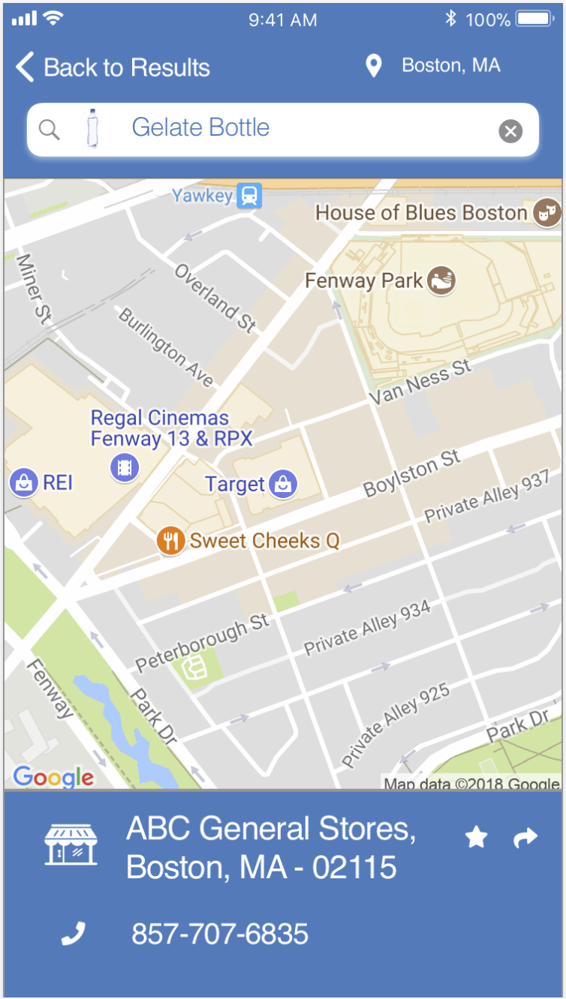 9:41 AM
100%
Back to Results
Boston, MA
Gelate Bottle
Yawkey
House of Blues Boston
Fenway Park
Miner St
Overland St
Burlington Ave
Van Ness St
Regal Cinemas
Fenway 13 & RPX
REI
Target
Boylston St
Private Alley 937
Sweet Cheeks Q
Peterborough St
Private Alley 934
Fenway
Park Dr
Private Alley 925
Park Dr
Google
Map data ©2018 Google
ABC General Stores,
Boston, MA - 02115
857-707-6835